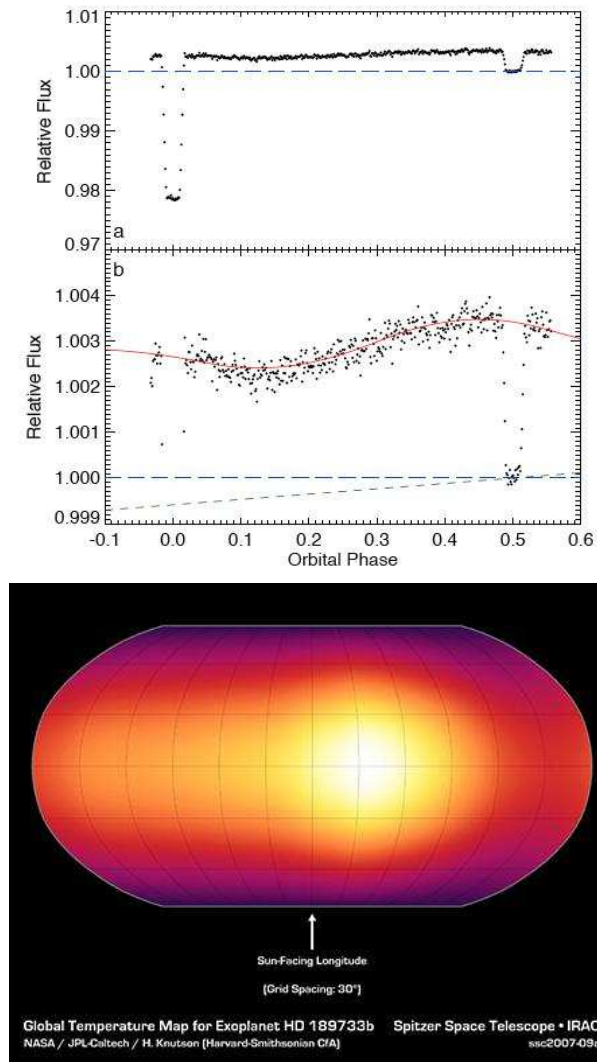 1.01
1.00
0.99
0.98
0.97
Relative Flux
a
b
1.004
1.003
1.002
1.001
1.000
0.999
Relative Flux
-0.1 0.0 0.1 0.2 0.3 0.4 0.5 0.6
Orbital Phase
Sun-Facing Longitude
(Grid Spacing: 30°)
Global Temperature Map for Exoplanet HD 189733b Spitzer Space Telescope • IRAC
NASA / JPL-Caltech / H. Knutson (Harvard-Smithsonian CfA) ssc2007-09a